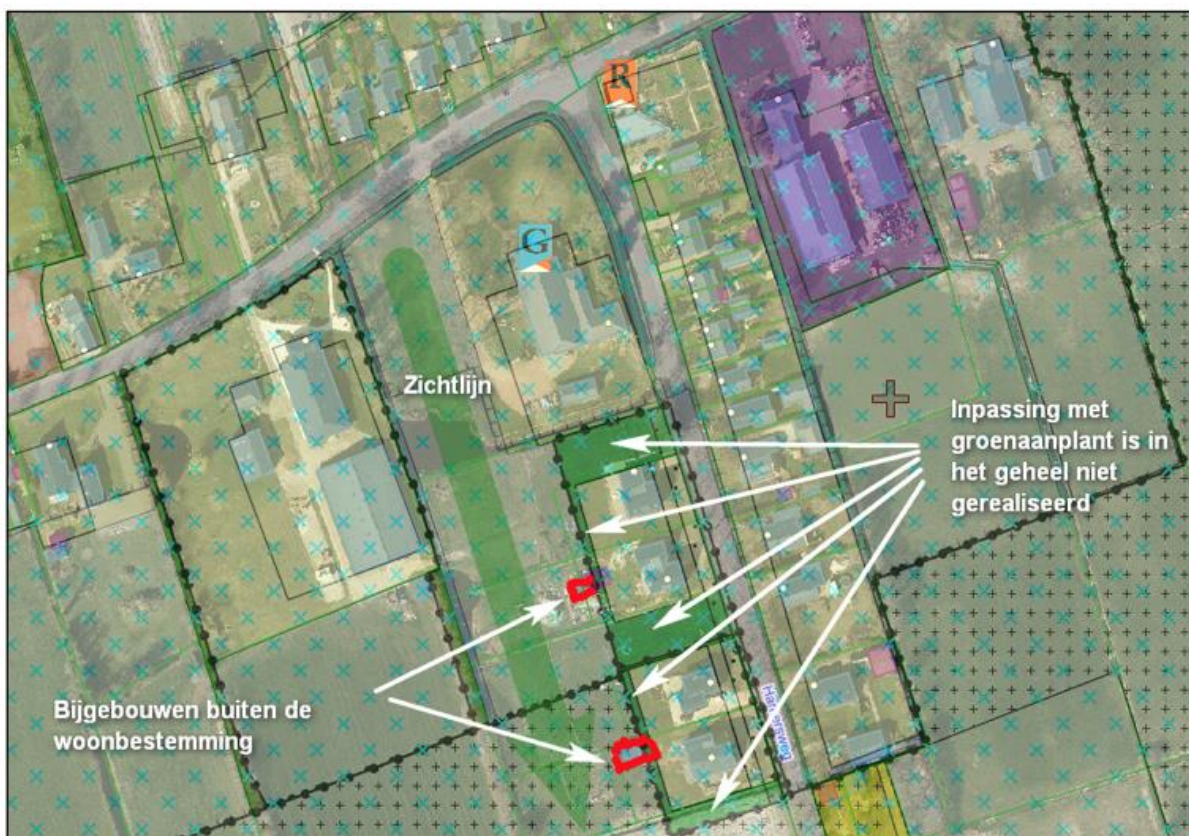 R
G
Zichtlijn
Inpassing met
groenaanplant is in
het geheel niet
gerealiseerd
Bijgebouwen buiten de
woonbestemming